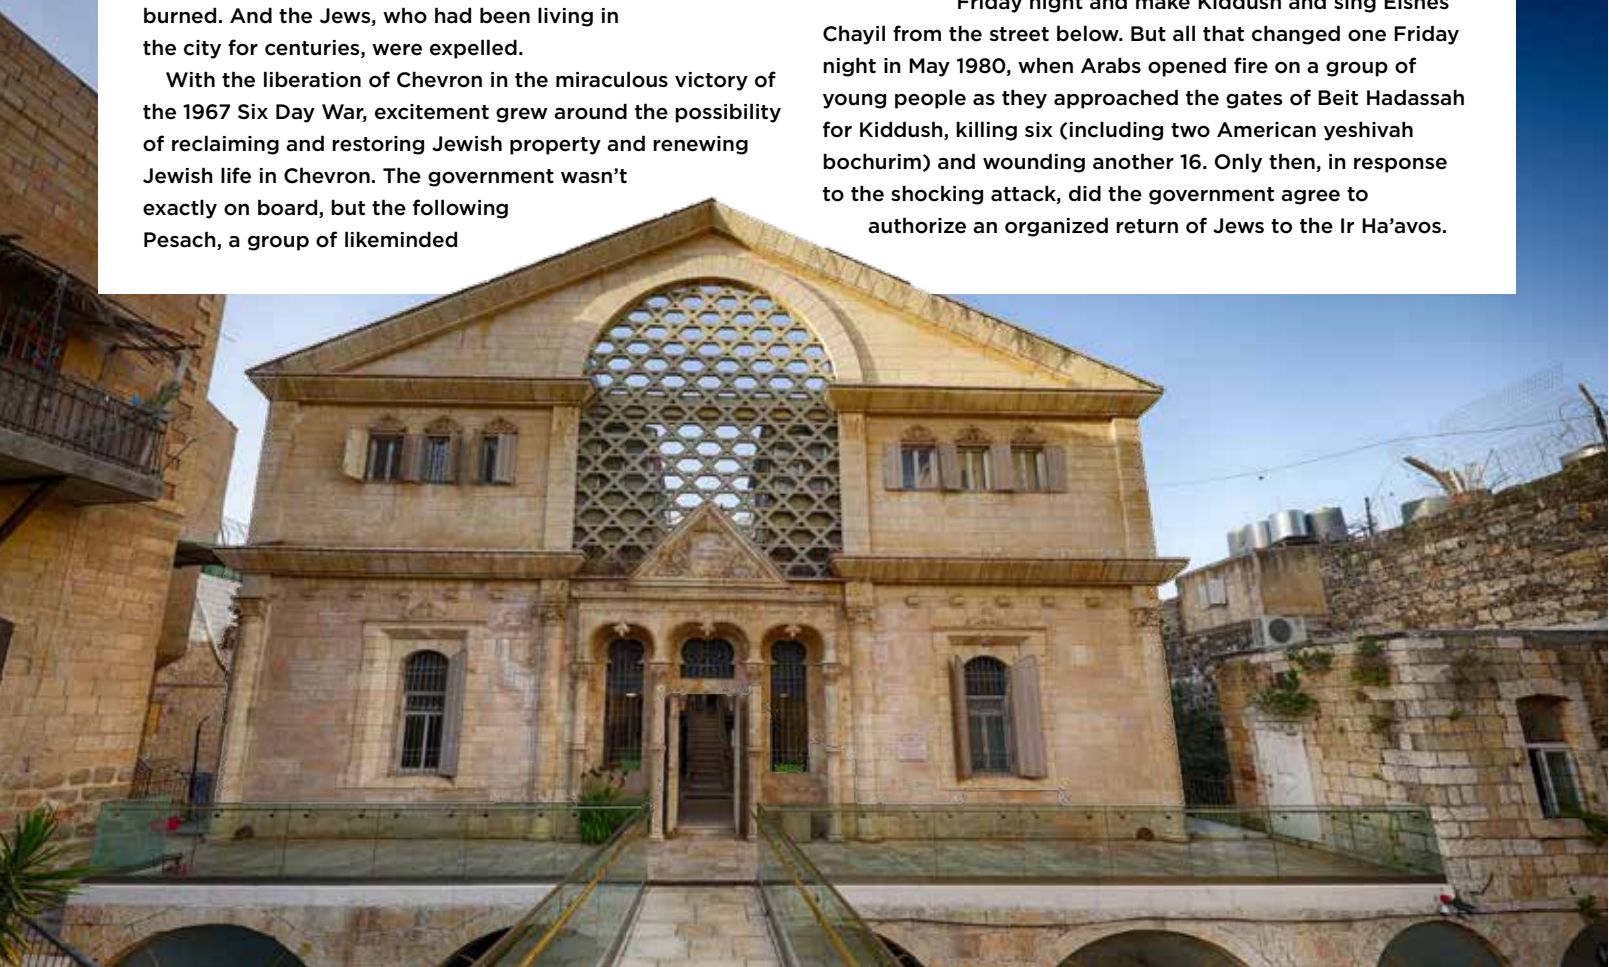 burned. And the Jews, who had been living in
the city for centuries, were expelled.
With the liberation of Chevron in the miraculous victory of
the 1967 Six Day War, excitement grew around the possibility
of reclaiming and restoring Jewish property and renewing
Jewish life in Chevron. The government wasn’t
exactly on board, but the following
Pesach, a group of likeminded
Friday night and make Kiddush and sing Eishes
Chayil from the street below. But all that changed one Friday
night in May 1980, when Arabs opened fire on a group of
young people as they approached the gates of Beit Hadassah
for Kiddush, killing six (including two American yeshivah
bochurim) and wounding another 16. Only then, in response
to the shocking attack, did the government agree to
authorize an organized return of Jews to the Ir Ha’avos.